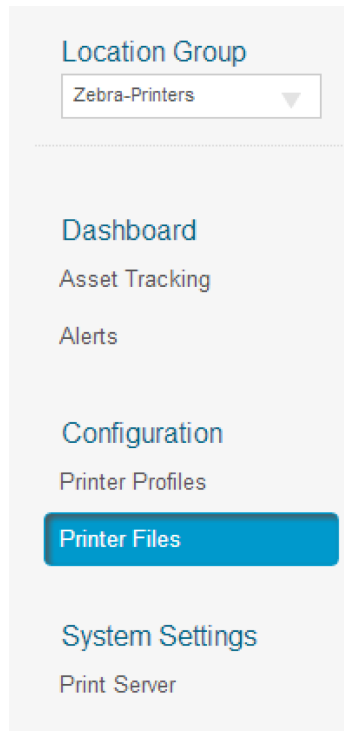 Location Group
Zebra-Printers
Dashboard
Asset Tracking
Alerts
Configuration
Printer Profiles
Printer Files
System Settings
Print Server